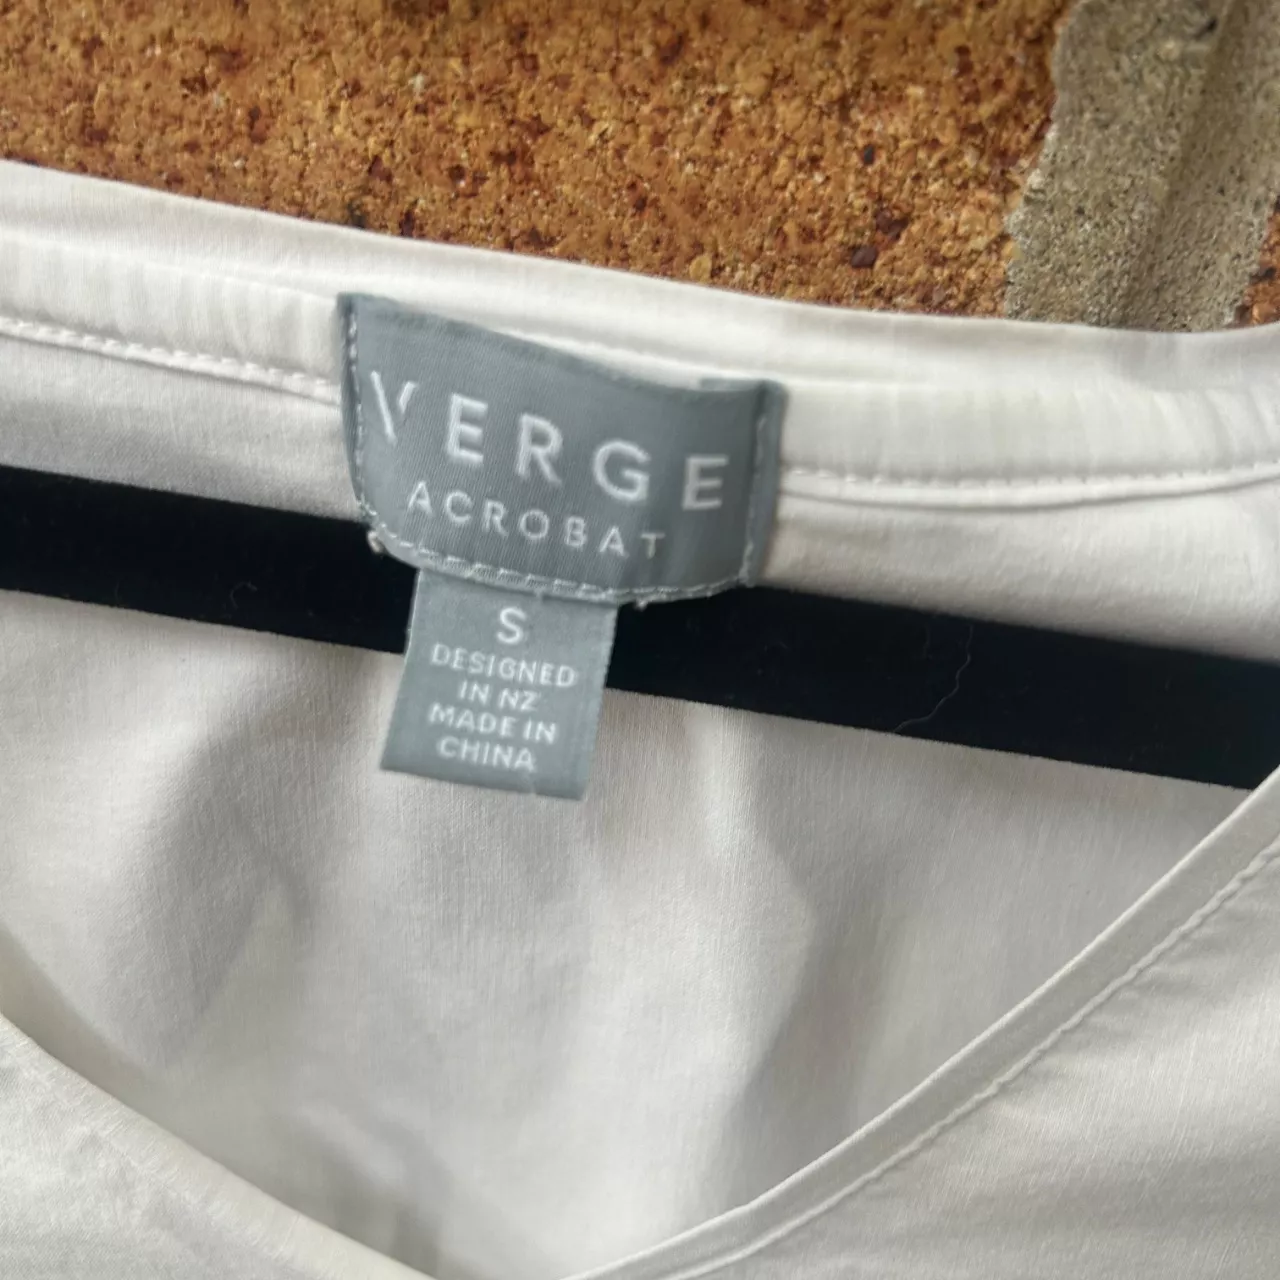 VERGE
ACROBAT
S
DESIGNED
IN NZ
MADE IN
CHINA